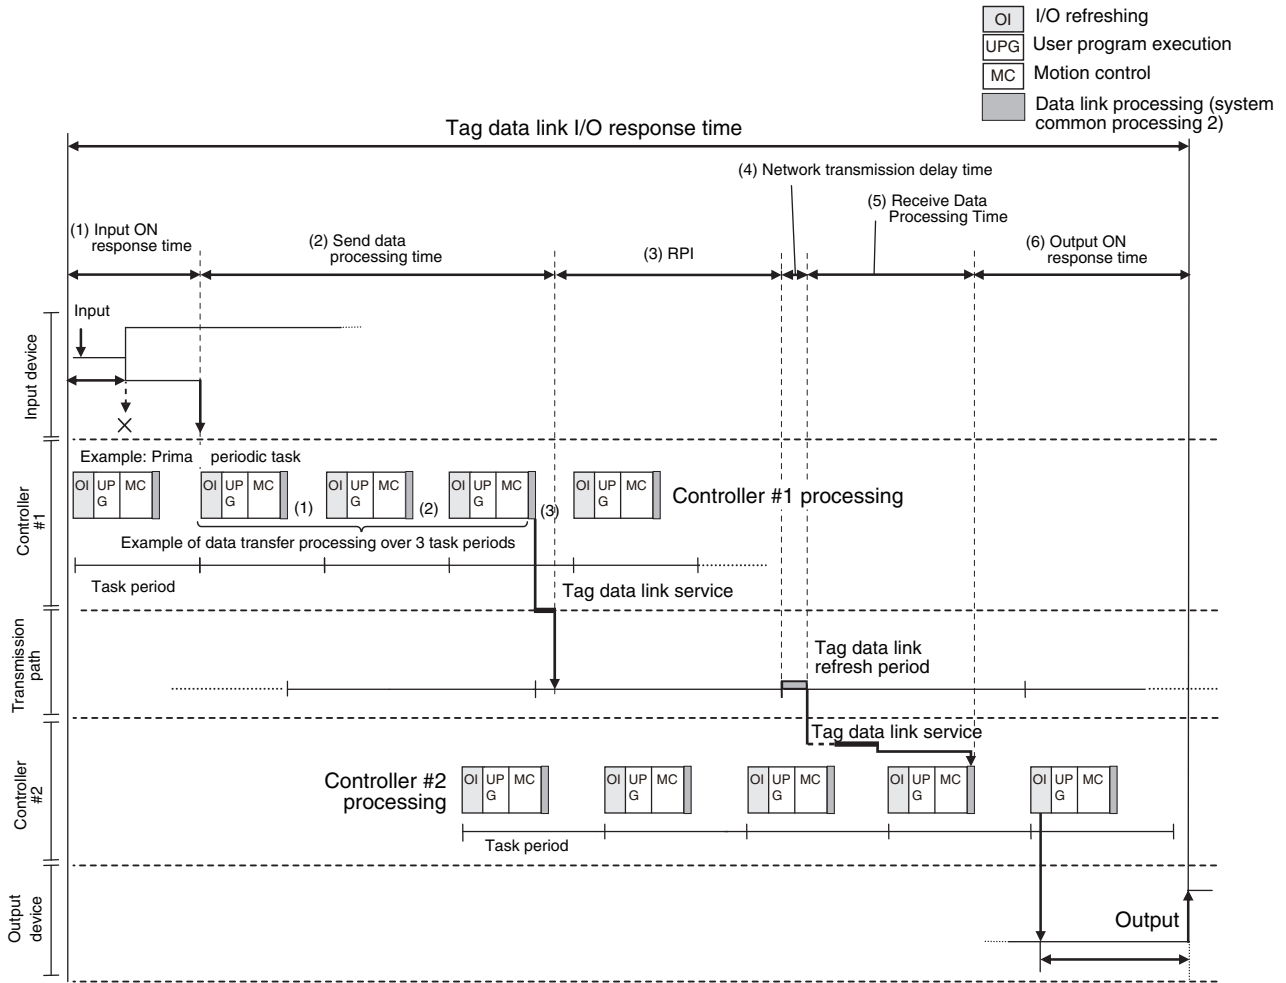 OI I/O refreshing
UPG User program execution
MC Motion control
Data link processing (system
common processing 2)
Tag data link I/O response time
(4) Network transmission delay time
(5) Receive Data
Processing Time
(1) Input ON
response time
(2) Send data
processing time
(3) RPI
(6) Output ON
response time
Input device
Input
Controller
#1
Example: Prima periodic task
OI UP
G MC
OI UP
G MC
OI UP
G MC
OI UP
G MC
OI UP
G MC
(1)
(2)
(3)
Controller #1 processing
Example of data transfer processing over 3 task periods
Task period
Tag data link service
Transmission
path
Tag data link
refresh period
Tag data link service
Controller
#2
Controller #2
processing
OI UP
G MC
OI UP
G MC
OI UP
G MC
OI UP
G MC
OI UP
G MC
Task period
Output
device
Output